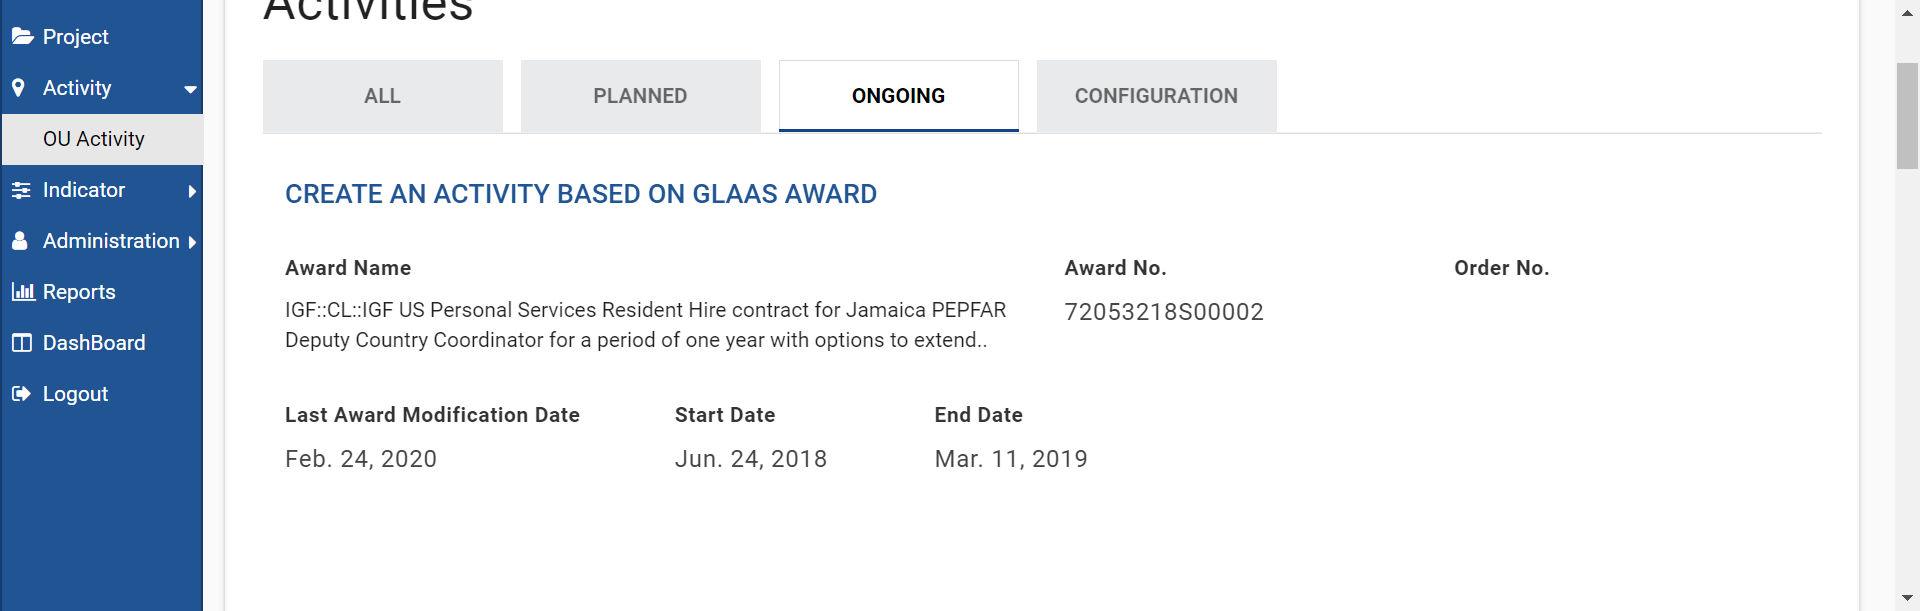 Activities
Project
Activity
OU Activity
Indicator
Administration
Reports
DashBoard
Logout
ALL
PLANNED
ONGOING
CONFIGURATION
CREATE AN ACTIVITY BASED ON GLAAS AWARD
Award Name
Award No.
Order No.
IGF::CL::IGF US Personal Services Resident Hire contract for Jamaica PEPFAR
Deputy Country Coordinator for a period of one year with options to extend..
72053218S00002
Last Award Modification Date
Start Date
End Date
Feb. 24, 2020
Jun. 24, 2018
Mar. 11, 2019